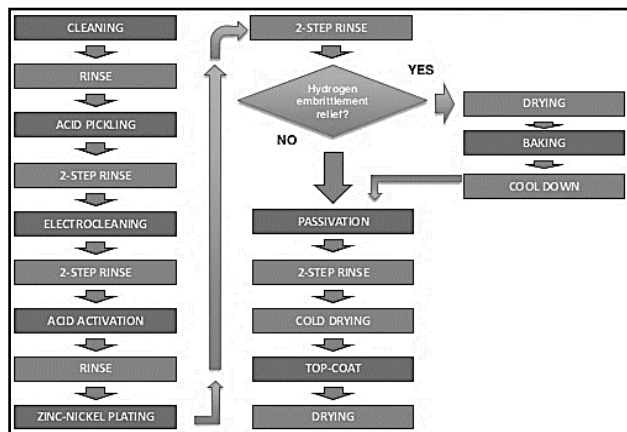 CLEANING
RINSE
ACID PICKLING
2-STEP RINSE
ELECTROCLEANING
2-STEP RINSE
ACID ACTIVATION
RINSE
ZINC-NICKEL PLATING
2-STEP RINSE
Hydrogen
embrittlement
relief?
YES
NO
DRYING
BAKING
COOL DOWN
PASSIVATION
2-STEP RINSE
COLD DRYING
TOP-COAT
DRYING